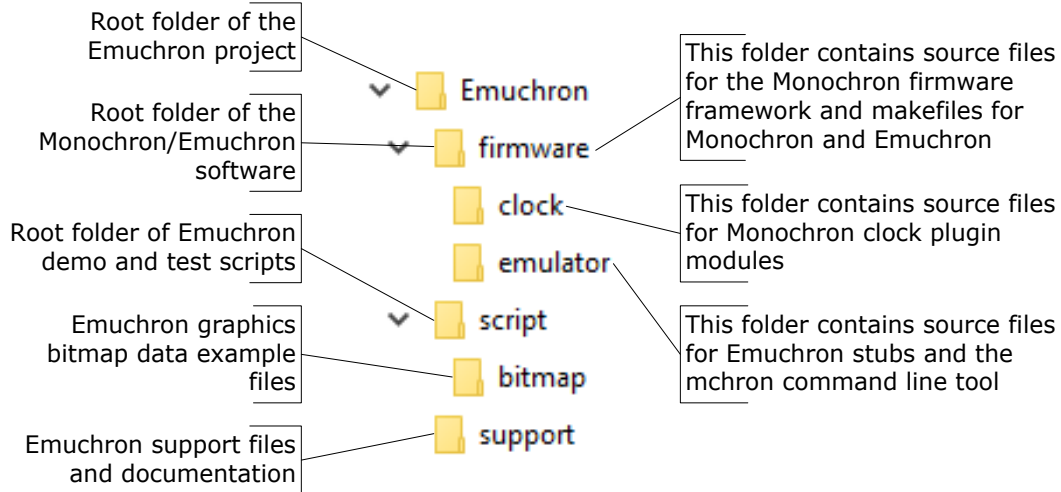 Root folder of the
Emuchron project
Root folder of the
Monochron/Emuchron
software
Root folder of Emuchron
demo and test scripts
Emuchron graphics
bitmap data example
files
Emuchron support files
and documentation
Emuchron
firmware
clock
emulator
script
bitmap
support
This folder contains source files
for the Monochron firmware
framework and makefiles for
Monochron and Emuchron
This folder contains source files
for Monochron clock plugin
modules
This folder contains source files
for Emuchron stubs and the
mchron command line tool